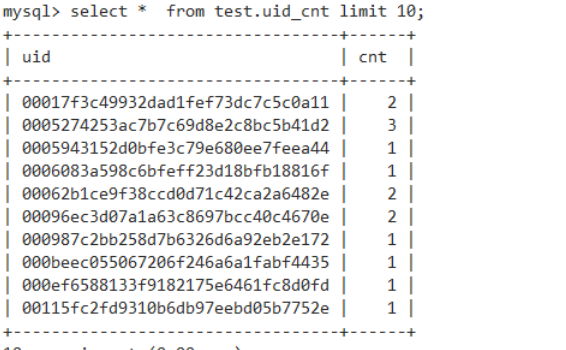 mysql> select *  from test.uid_cnt limit 10;
+----------------------------------+------+
| uid                              | cnt  |
+----------------------------------+------+
| 00017f3c49932dad1fef73dc7c5c0a11 |    2 |
| 0005274253ac7b7c69d8e2c8bc5b41d2 |    3 |
| 0005943152d0bfe3c79e680ee7feea44 |    1 |
| 0006083a598c6bfeff23d18bfb18816f |    1 |
| 00062b1ce9f38ccd0d71c42ca2a6482e |    2 |
| 00096ec3d07a1a63c8697bcc40c4670e |    2 |
| 000987c2bb258d7b6326d6a92eb2e172 |    1 |
| 000beec055067206f246a6a1fabf4435 |    1 |
| 000ef6588133f9182175e6461fc8d0fd |    1 |
| 00115fc2fd9310b6db97eebd05b7752e |    1 |
+----------------------------------+------+